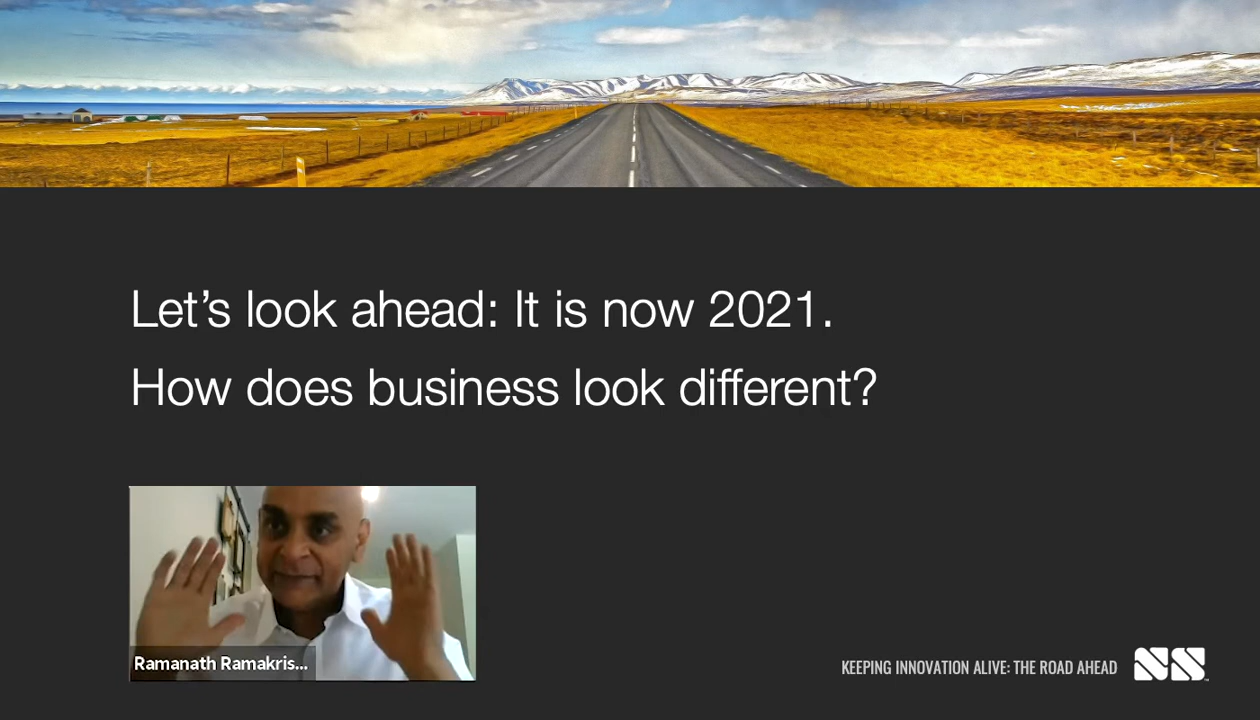 Let’s look ahead: It is now 2021.
How does business look different?
Ramanath Ramakris...
KEEPING INNOVATION ALIVE: THE ROAD AHEAD